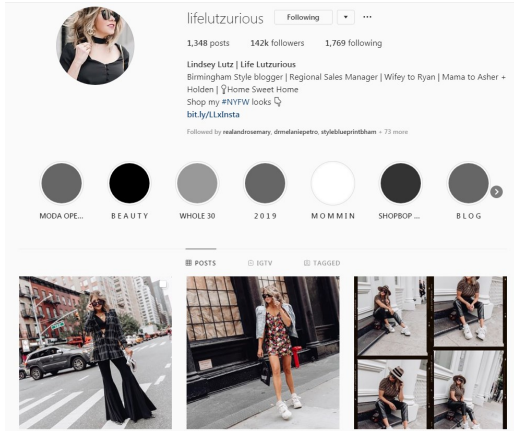 lifelutzurious Following
1,348 posts 142k followers 1,769 following
Lindsey Lutz | Life Lutzurious
Birmingham Style blogger | Regional Sales Manager | Wifey to Ryan | Mama to Asher +
Holden | Home Sweet Home
Shop my #NYFW looks
bit.ly/LLxInsta
Followed by realandrosemary, drmelaniepetro, styleblueprintbham + 73 more
MODA OPE... BEAUTY WHOLE 30 2019 MOMMIN SHOPBOP ... BLOG
POSTS IGTV TAGGED